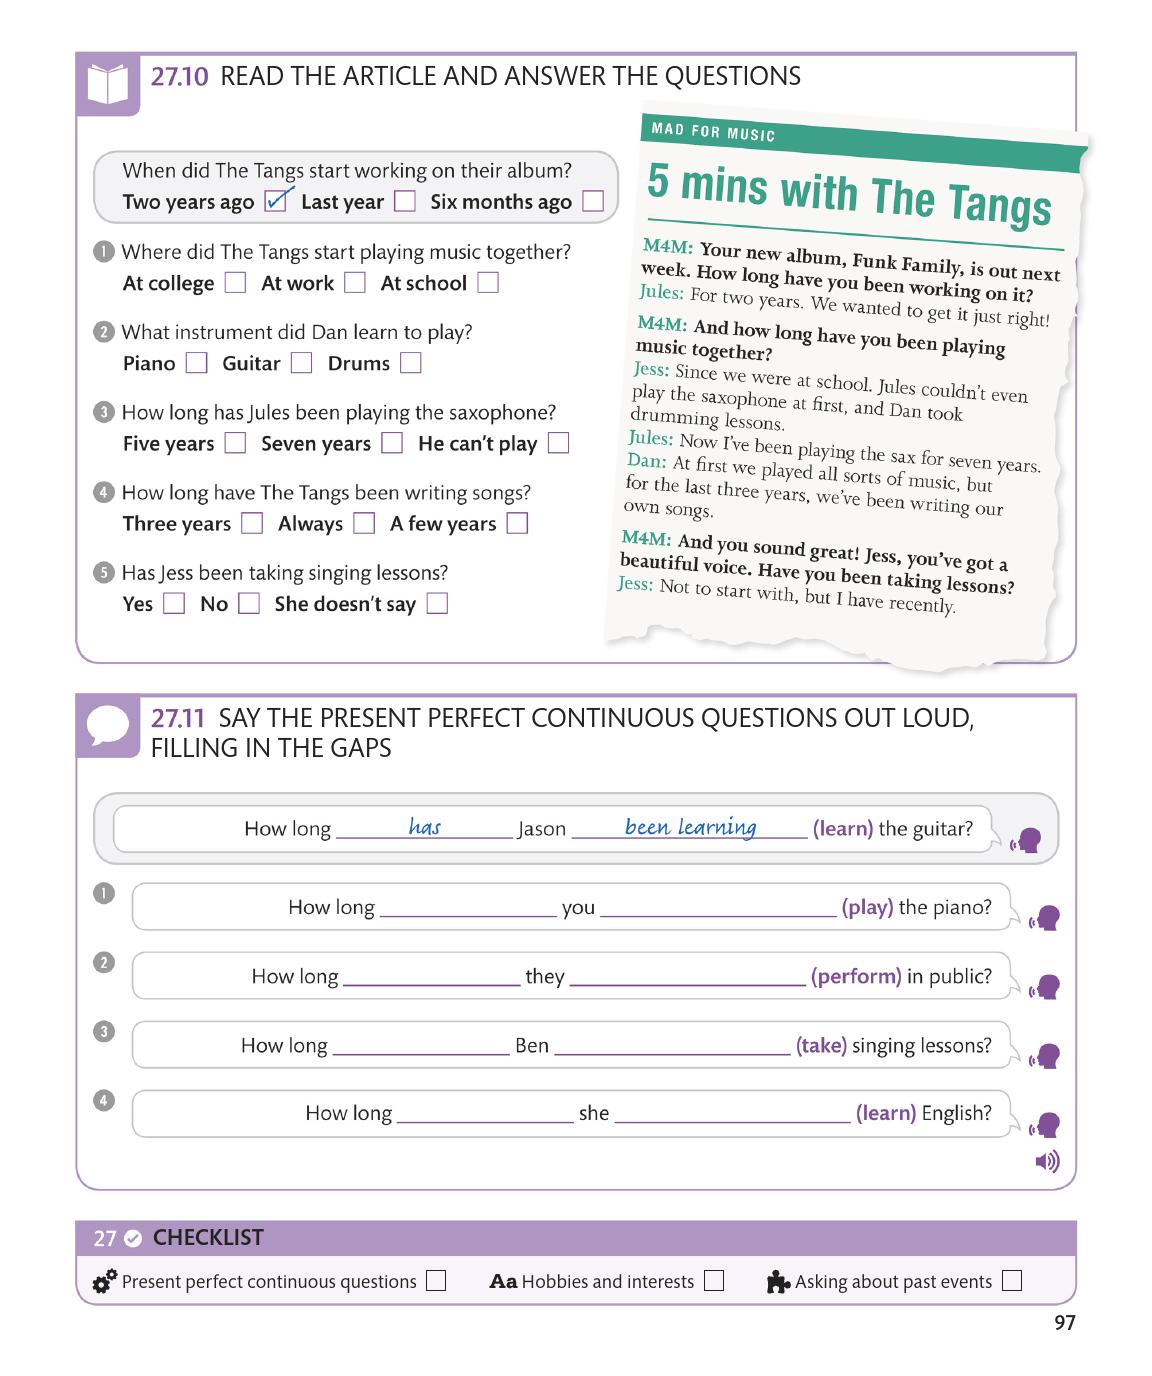 27.10 READ THE ARTICLE AND ANSWER THE QUESTIONS
When did The Tangs start working on their album?
Two years ago Last year Six months ago
1 Where did The Tangs start playing music together?
At college At work At school
2 What instrument did Dan learn to play?
Piano Guitar Drums
3 How long has Jules been playing the saxophone?
Five years Seven years He can't play
4 How long have The Tangs been writing songs?
Three years Always A few years
5 Has Jess been taking singing lessons?
Yes No She doesn't say
MAD FOR MUSIC
5 mins with The Tangs
M4M: Your new album, Funk Family, is out next
week. How long have you been working on it?
Jules: For two years. We wanted to get it just right!
M4M: And how long have you been playing
music together?
Jess: Since we were at school. Jules couldn't even
play the saxophone at first, and Dan took
drumming lessons.
Jules: Now I've been playing the sax for seven years.
Dan: At first we played all sorts of music, but
for the last three years, we've been writing our
own songs.
M4M: And you sound great! Jess, you've got a
beautiful voice. Have you been taking lessons?
Jess: Not to start with, but I have recently.
27.11 SAY THE PRESENT PERFECT CONTINUOUS QUESTIONS OUT LOUD,
FILLING IN THE GAPS
How long has Jason been learning (learn) the guitar?
1 How long ____ you ____ (play) the piano?
2 How long ____ they ____ (perform) in public?
3 How long ____ Ben ____ (take) singing lessons?
4 How long ____ she ____ (learn) English?
27 CHECKLIST
Present perfect continuous questions Aa Hobbies and interests Asking about past events
97